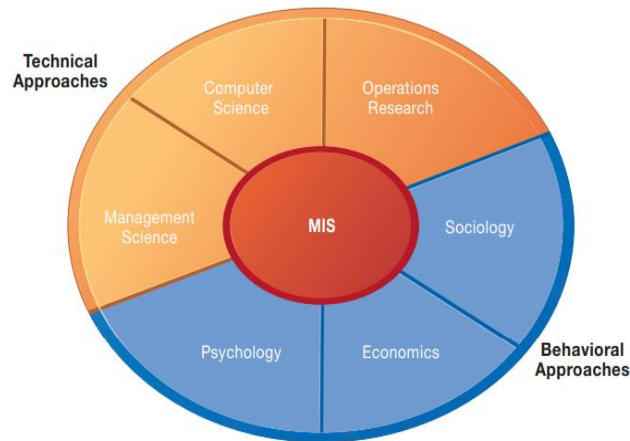 Technical
Approaches
Computer
Science
Operations
Research
Management
Science
MIS
Sociology
Psychology
Economics
Behavioral
Approaches